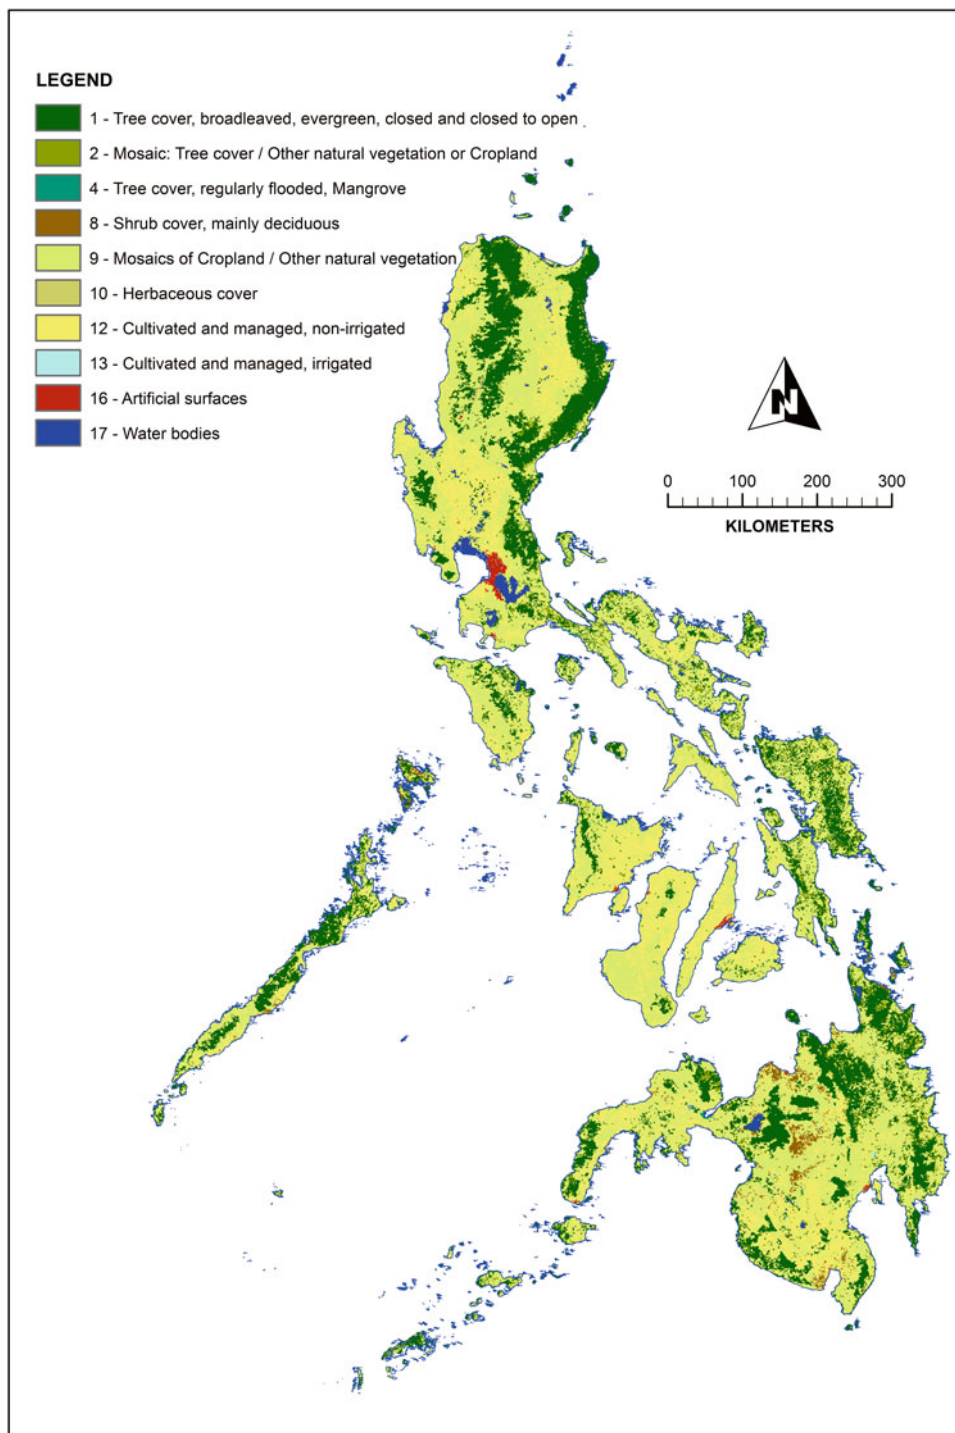 LEGEND
1 - Tree cover, broadleaved, evergreen, closed and closed to open
2 - Mosaic: Tree cover / Other natural vegetation or Cropland
4 - Tree cover, regularly flooded, Mangrove
8 - Shrub cover, mainly deciduous
9 - Mosaics of Cropland / Other natural vegetation
10 - Herbaceous cover
12 - Cultivated and managed, non-irrigated
13 - Cultivated and managed, irrigated
16 - Artificial surfaces
17 - Water bodies
N
0 100 200 300
KILOMETERS